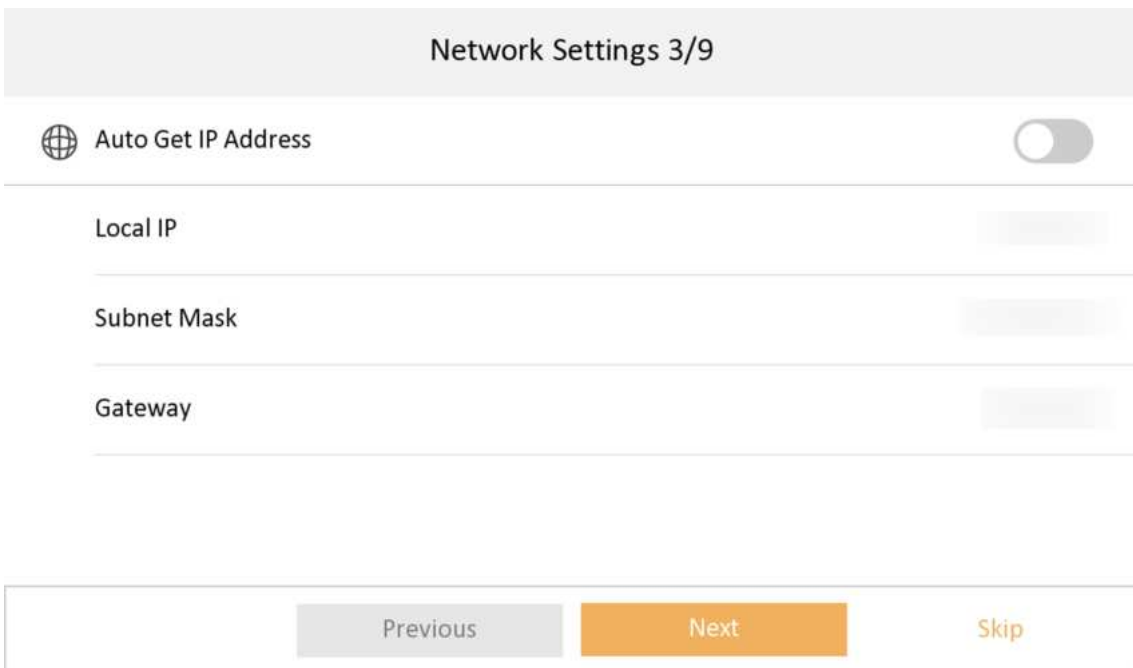 Network Settings 3/9
Auto Get IP Address
Local IP
Subnet Mask
Gateway
Previous Next Skip